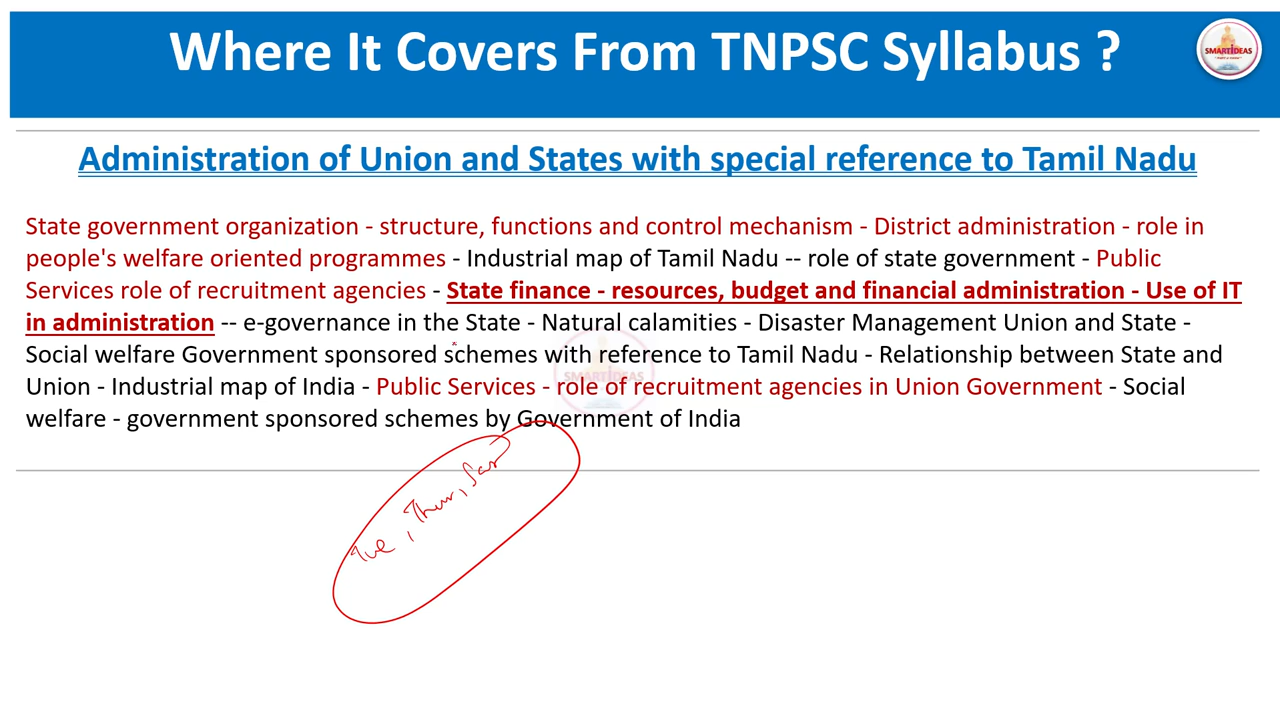 Where It Covers From TNPSC Syllabus ?
SMARTIDEAS
Administration of Union and States with special reference to Tamil Nadu
State government organization - structure, functions and control mechanism - District administration - role in
people's welfare oriented programmes - Industrial map of Tamil Nadu -- role of state government - Public
Services role of recruitment agencies - State finance - resources, budget and financial administration - Use of IT
in administration -- e-governance in the State - Natural calamities - Disaster Management Union and State -
Social welfare Government sponsored schemes with reference to Tamil Nadu - Relationship between State and
Union - Industrial map of India - Public Services - role of recruitment agencies in Union Government - Social
welfare - government sponsored schemes by Government of India
SMARTIDEAS
Tue, Thur, Sar